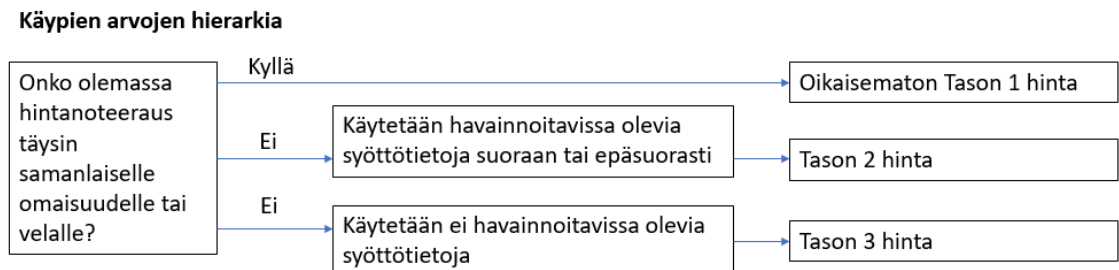 Käypien arvojen hierarkia
Onko olemassa
hintanoteeraus
täysin
samanlaiselle
omaisuudelle tai
velalle?
Kyllä
Oikaisematon Tason 1 hinta
Ei
Käytetään havainnoitavissa olevia
syöttötietoja suoraan tai epäsuorasti
Tason 2 hinta
Ei
Käytetään ei havainnoitavissa olevia
syöttötietoja
Tason 3 hinta